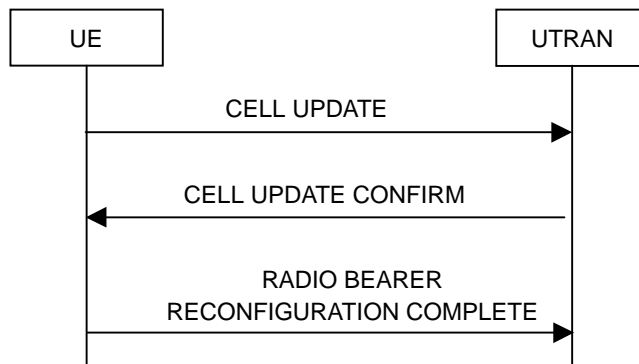 UE
UTRAN
CELL UPDATE
CELL UPDATE CONFIRM
RADIO BEARER
RECONFIGURATION COMPLETE